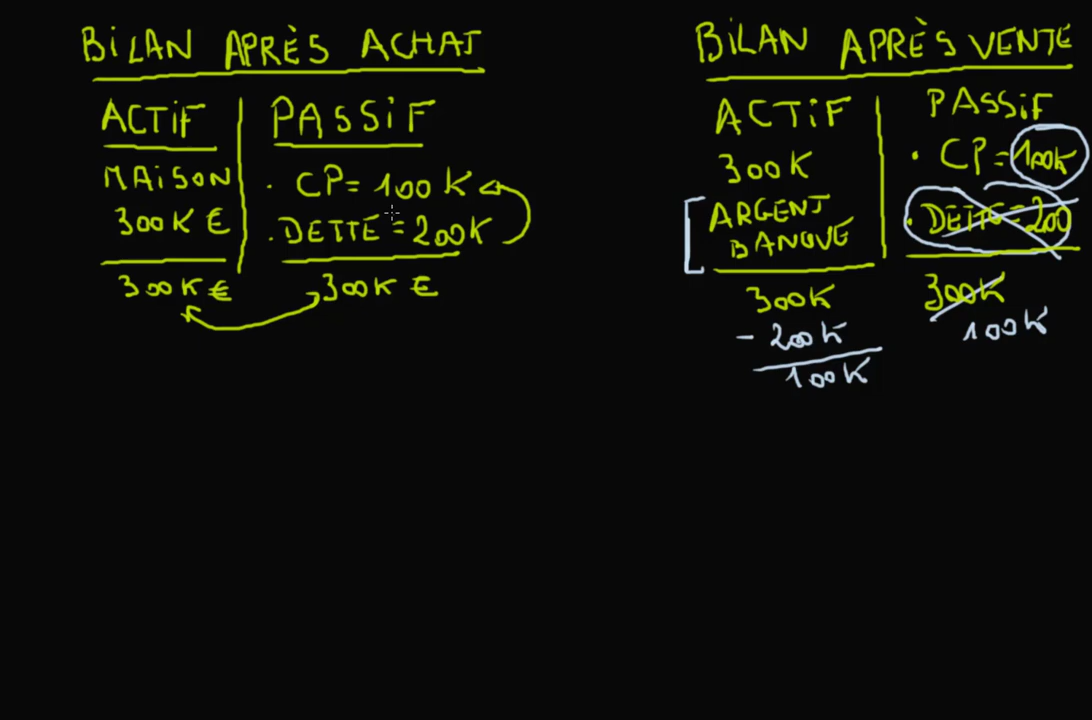 BiLAN APRÈS ACHAT
ACTiF
PASSiF
MAiSON
300K €
. CP = 100 K
. DETTE = 200K
300K €
300K €
BiLAN APRÈS VENTE
ACTiF
PASSiF
300K
ARGENT
BANQUE
. CP = 100K
. DETTE = 200
300K
- 200K
100K
300K
100K